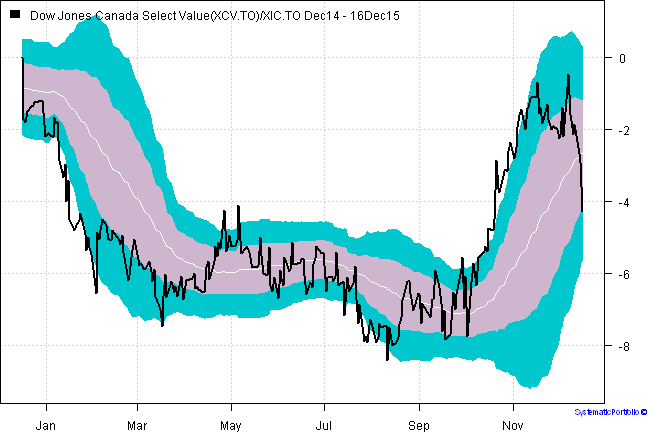 Dow Jones Canada Select Value(XCV.TO)/XIC.TO Dec14 - 16Dec15
0
-2
-4
-6
-8
Jan Mar May Jul Sep Nov
SystematicPortfolio ©